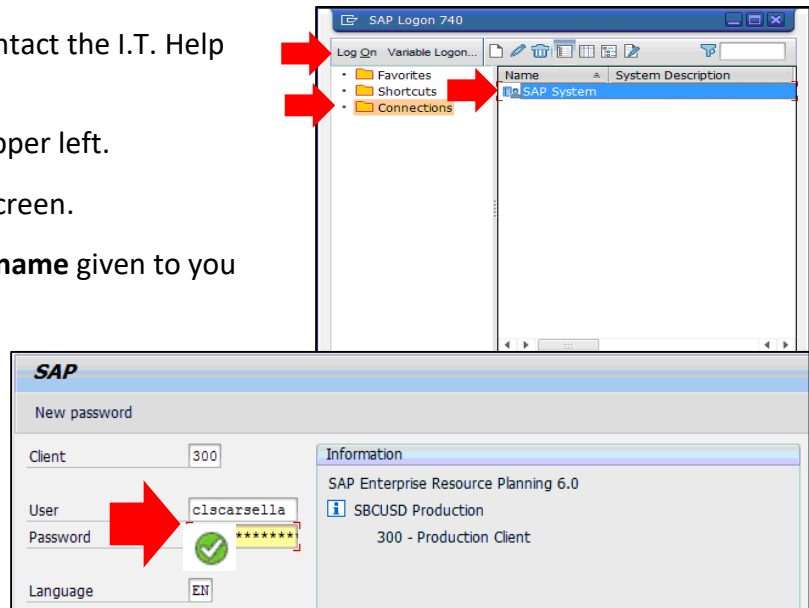 ntact the I.T. Help
pper left.
creen.
name given to you
SAP Logon 740
Log On Variable Logon...
Favorites
Shortcuts
Connections
Name System Description
SAP System
SAP
New password
Client 300
User clscarsella
Password ********
Language EN
Information
SAP Enterprise Resource Planning 6.0
SBCUSD Production
300 - Production Client